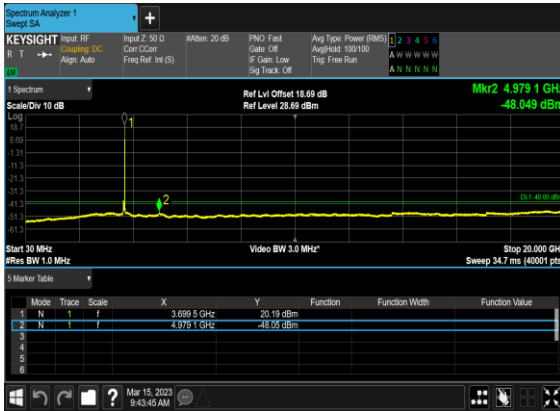 Spectrum Analyzer 1
Swept SA
+
KEYSIGHT Input: RF Input Z: 50 Ω #Atten: 20 dB PNO: Fast Avg Type: Power (RMS) 1 2 3 4 5 6
R T Coupling: DC Corr CCorr Gate: Off Avg|Hold: 100/100 A W W W W W
Align: Auto Freq Ref: Int (S) IF Gain: Low Trig: Free Run
Sig Track: Off A N N N N N
1 Spectrum
Scale/Div 10 dB
Ref Lvl Offset 18.69 dB
Ref Level 28.69 dBm
Mkr2 4.979 1 GHz
-48.049 dBm
Log
18.7
8.69
-1.31
-11.3
-21.3
-31.3
-41.3
-51.3
-61.3
1
2
DL1 -40.00 dBm
Start 30 MHz Video BW 3.0 MHz* Stop 20.000 GHz
#Res BW 1.0 MHz Sweep 34.7 ms (40001 pts)
5 Marker Table
Mode Trace Scale X Y Function Function Width Function Value
1 N 1 f 3.699 5 GHz 20.19 dBm
2 N 1 f 4.979 1 GHz -48.05 dBm
3
4
5
6
?
Mar 15, 2023
9:43:45 AM